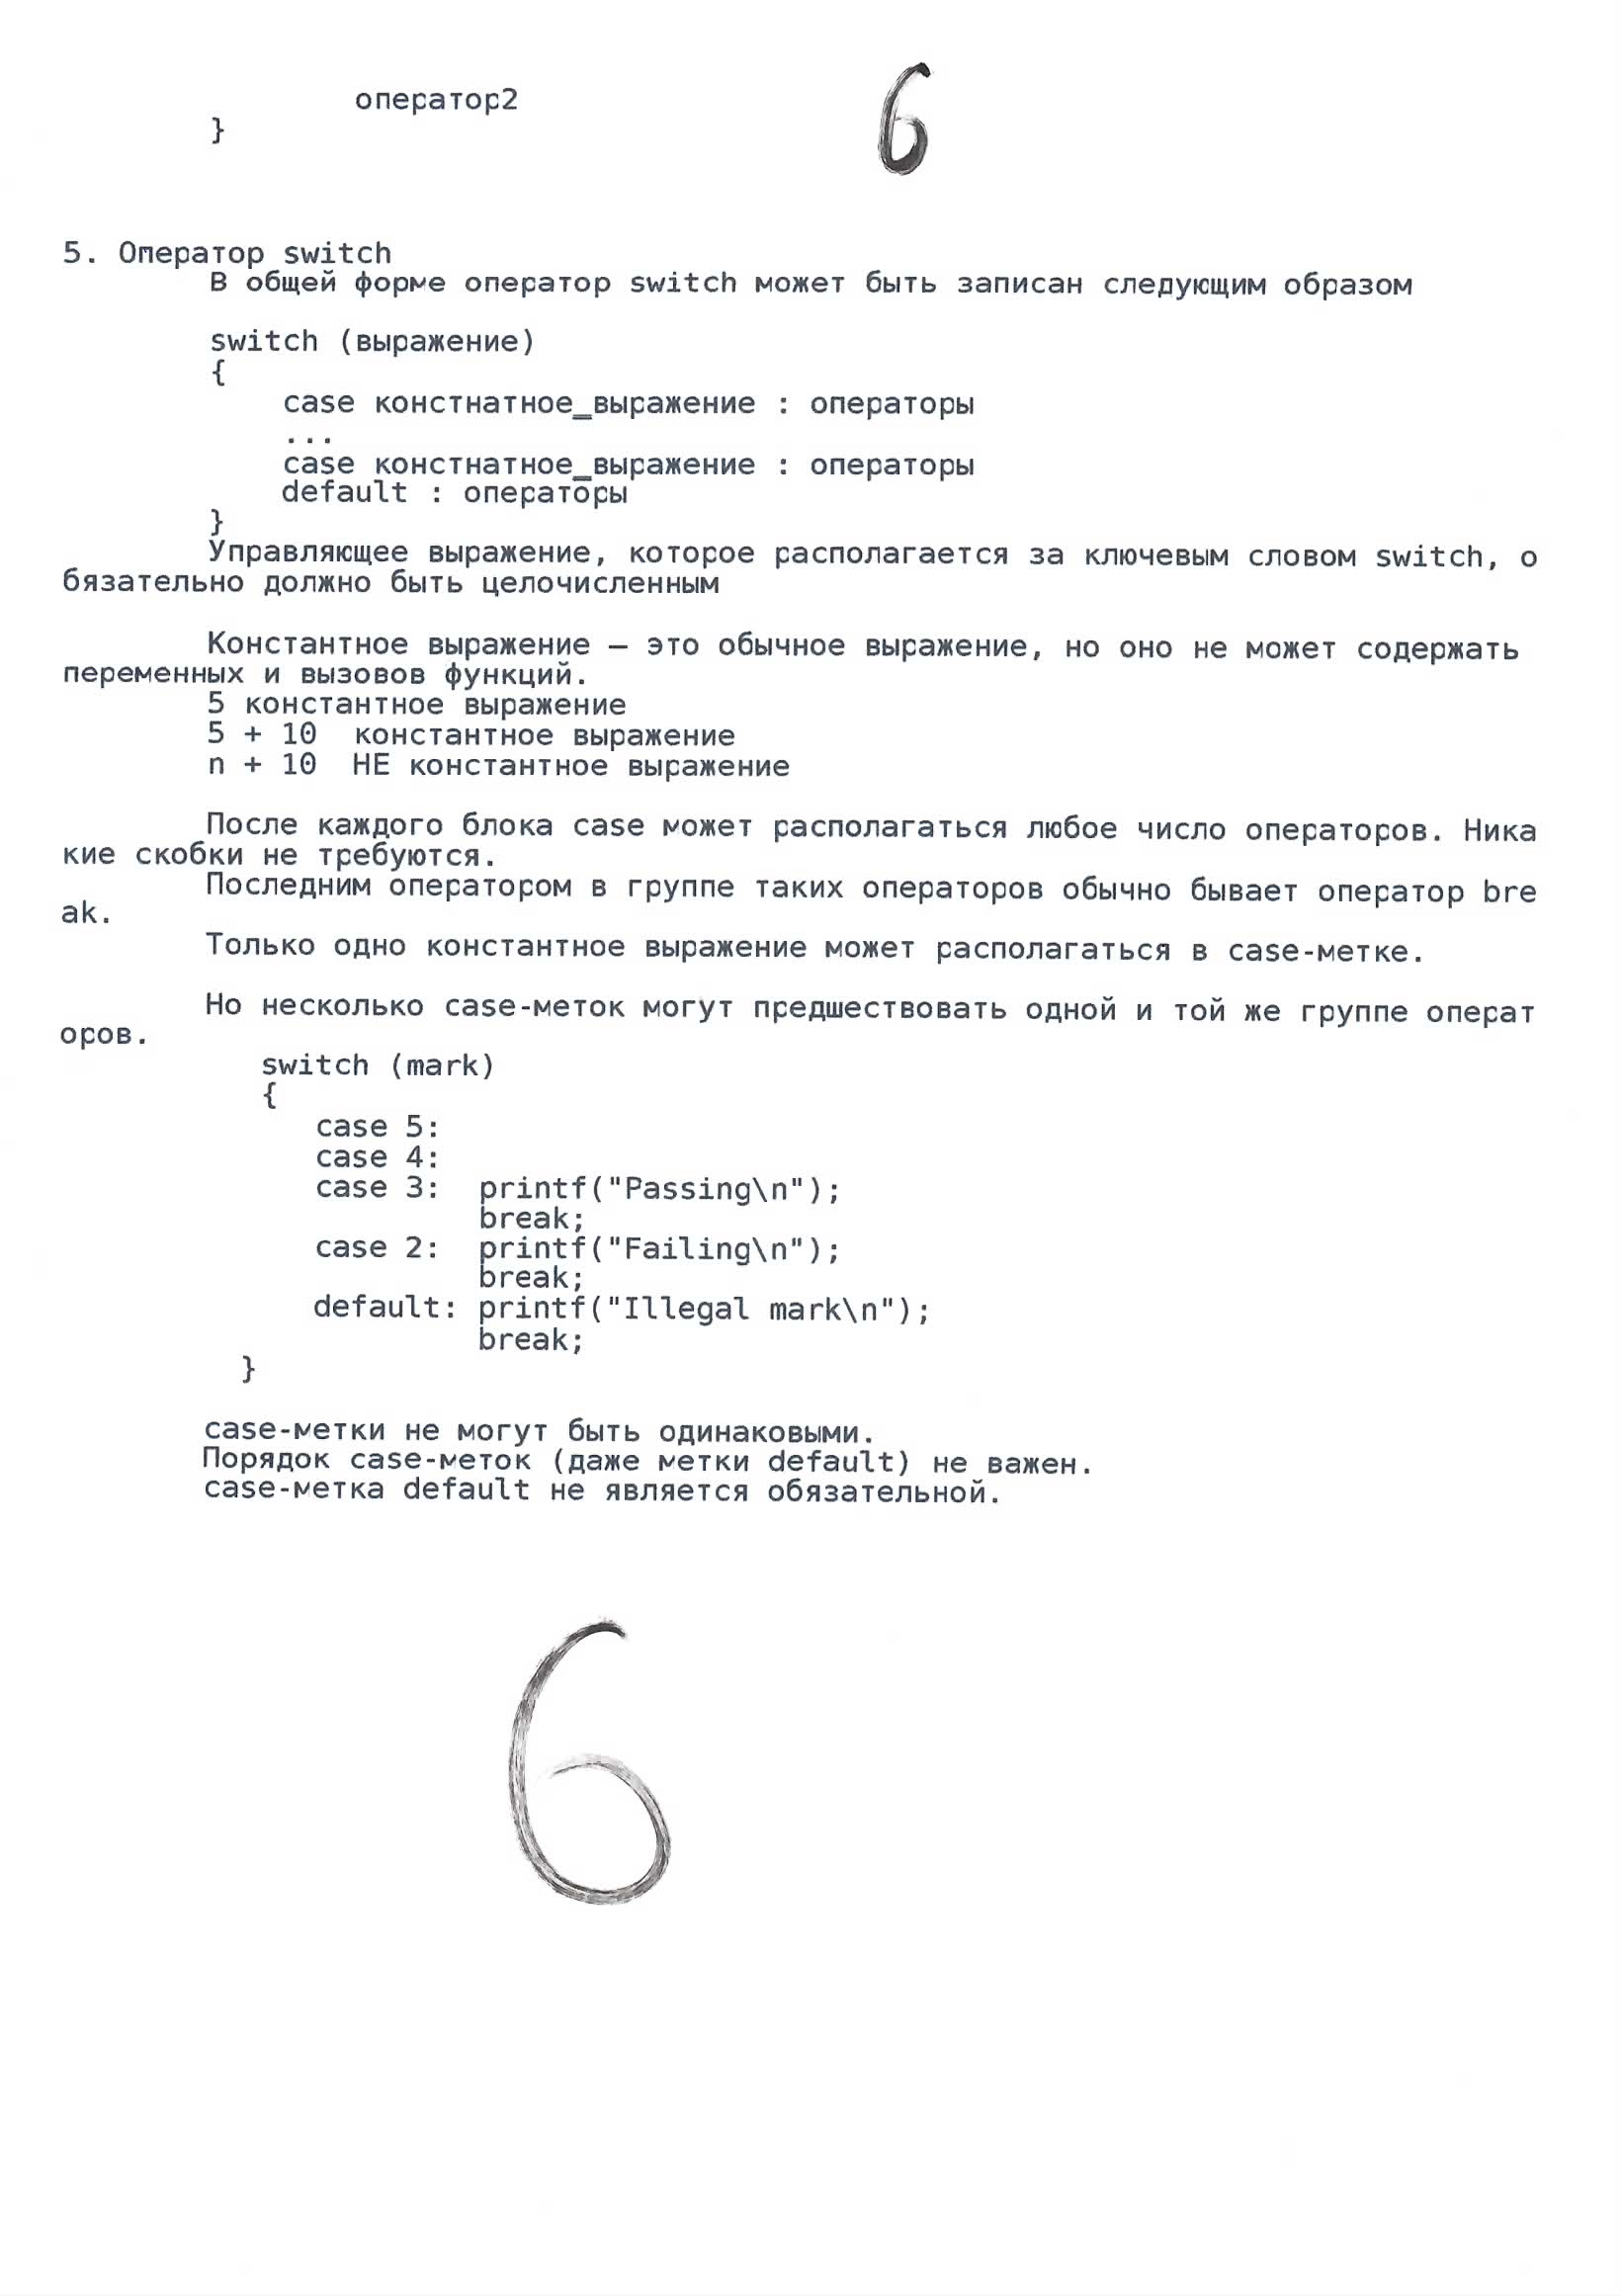 оператор2
6
}
5. Оператор switch
В общей форме оператор switch может быть записан следующим образом
switch (выражение)
{
case констнатное_выражение : операторы
...
case констнатное_выражение : операторы
default : операторы
}
Управляющее выражение, которое располагается за ключевым словом switch, о
бязательно должно быть целочисленным
Константное выражение – это обычное выражение, но оно не может содержать
переменных и вызовов функций.
5 константное выражение
5 + 10  константное выражение
n + 10  НЕ константное выражение
После каждого блока case может располагаться любое число операторов. Ника
кие скобки не требуются.
Последним оператором в группе таких операторов обычно бывает оператор bre
ak.
Только одно константное выражение может располагаться в case-метке.
Но несколько case-меток могут предшествовать одной и той же группе операт
оров.
switch (mark)
{
case 5:
case 4:
case 3:  printf("Passing\n");
break;
case 2:  printf("Failing\n");
break;
default: printf("Illegal mark\n");
break;
}
case-метки не могут быть одинаковыми.
Порядок case-меток (даже метки default) не важен.
case-метка default не является обязательной.
6